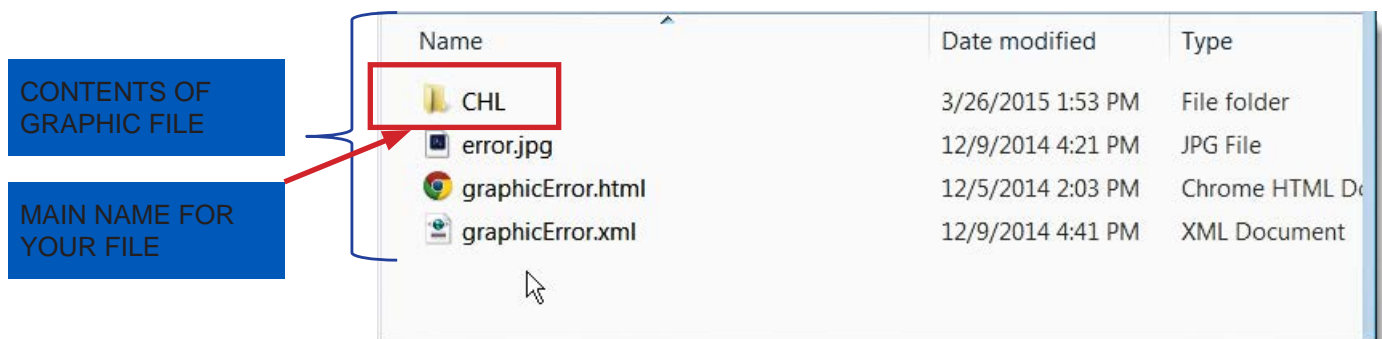 CONTENTS OF
GRAPHIC FILE
MAIN NAME FOR
YOUR FILE
Name Date modified Type
CHL 3/26/2015 1:53 PM File folder
error.jpg 12/9/2014 4:21 PM JPG File
graphicError.html 12/5/2014 2:03 PM Chrome HTML Do
graphicError.xml 12/9/2014 4:41 PM XML Document